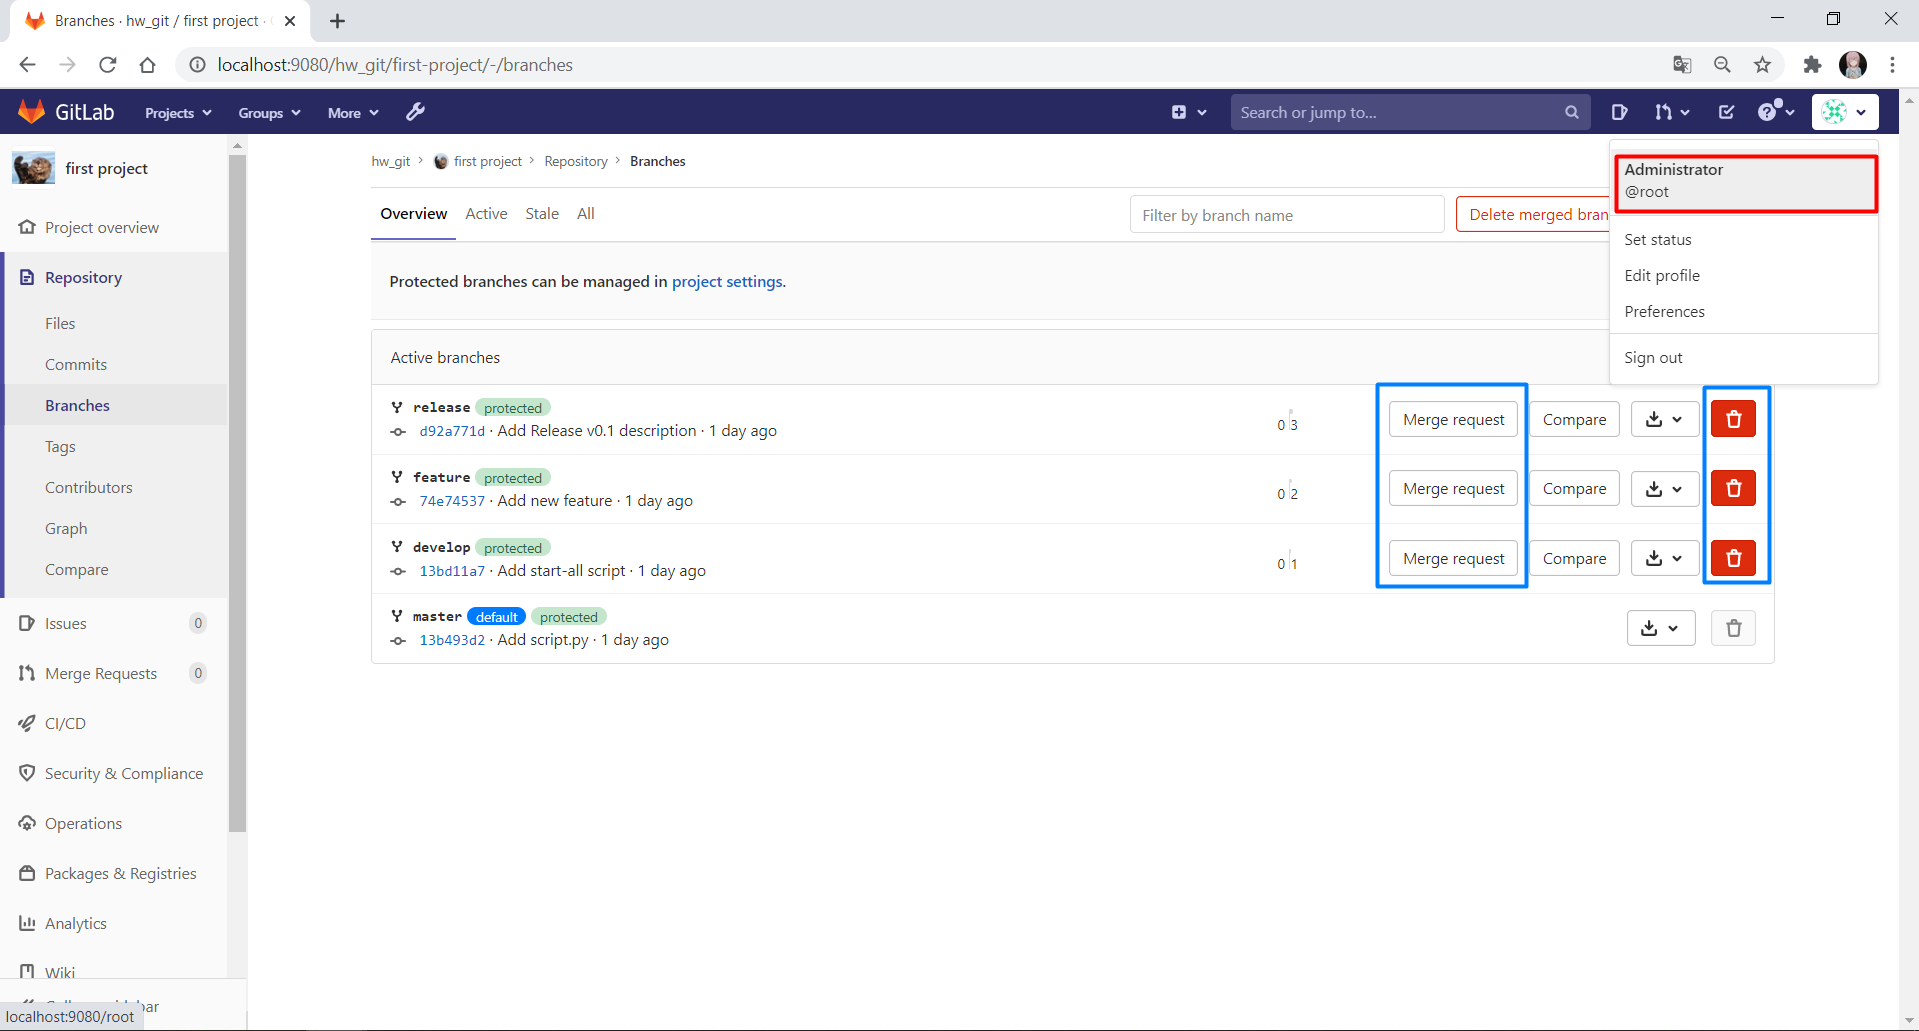 Branches · hw_git / first project ·
localhost:9080/hw_git/first-project/-/branches
GitLab
Projects
Groups
More
Search or jump to...
first project
Project overview
Repository
Files
Commits
Branches
Tags
Contributors
Graph
Compare
Issues 0
Merge Requests 0
CI/CD
Security & Compliance
Operations
Packages & Registries
Analytics
Wiki
localhost:9080/root
hw_git > first project > Repository > Branches
Overview Active Stale All
Filter by branch name
Delete merged bran
Protected branches can be managed in project settings.
Active branches
release protected
d92a771d · Add Release v0.1 description · 1 day ago
0 3
Merge request Compare
feature protected
74e74537 · Add new feature · 1 day ago
0 2
Merge request Compare
develop protected
13bd11a7 · Add start-all script · 1 day ago
0 1
Merge request Compare
master default protected
13b493d2 · Add script.py · 1 day ago
Administrator
@root
Set status
Edit profile
Preferences
Sign out